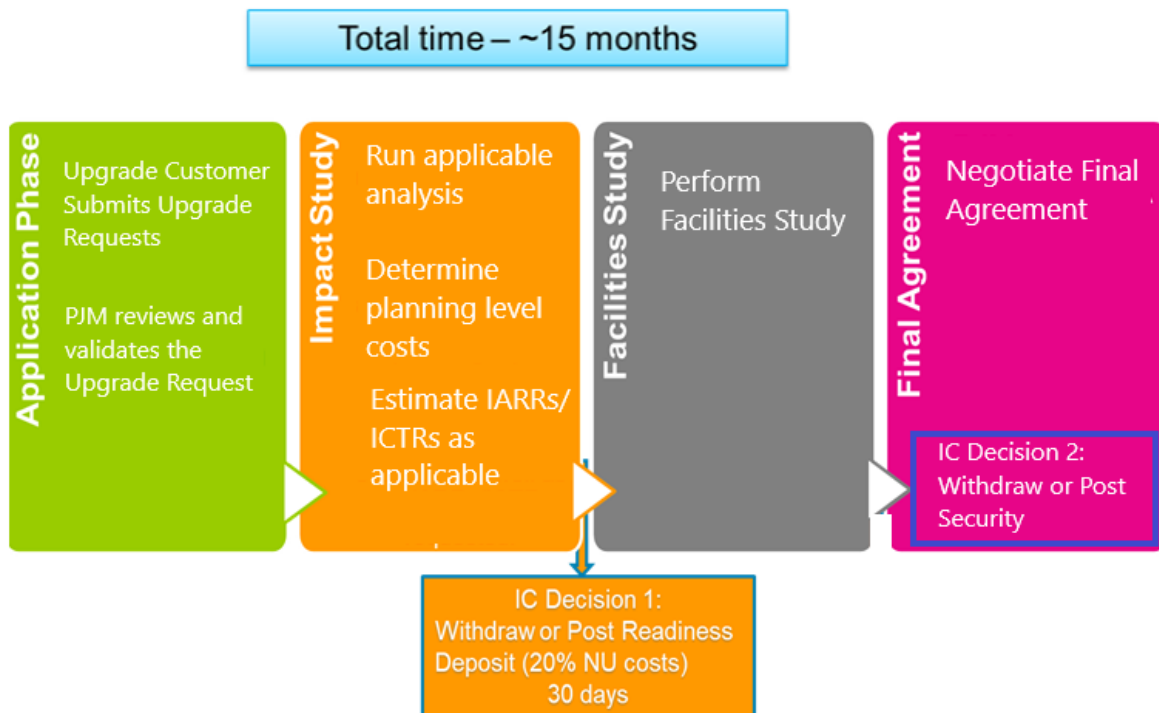 Total time – ~15 months
Application Phase
Upgrade Customer
Submits Upgrade
Requests
PJM reviews and
validates the
Upgrade Request
Impact Study
Run applicable
analysis
Determine
planning level
costs
Estimate IARRs/
ICTRs as
applicable
Facilities Study
Perform
Facilities Study
Final Agreement
Negotiate Final
Agreement
IC Decision 2:
Withdraw or Post
Security
IC Decision 1:
Withdraw or Post Readiness
Deposit (20% NU costs)
30 days